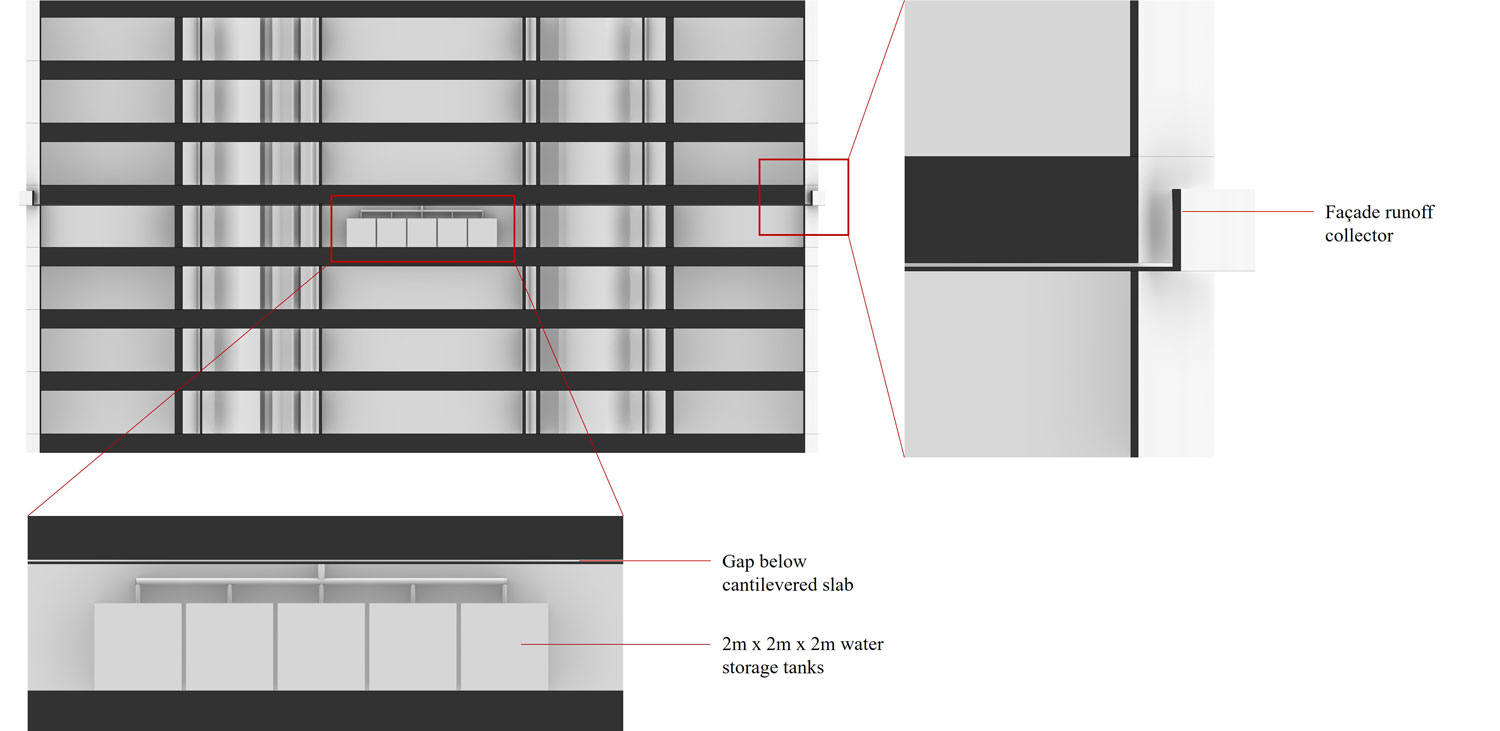 Façade runoff
collector
Gap below
cantilevered slab
2m x 2m x 2m water
storage tanks